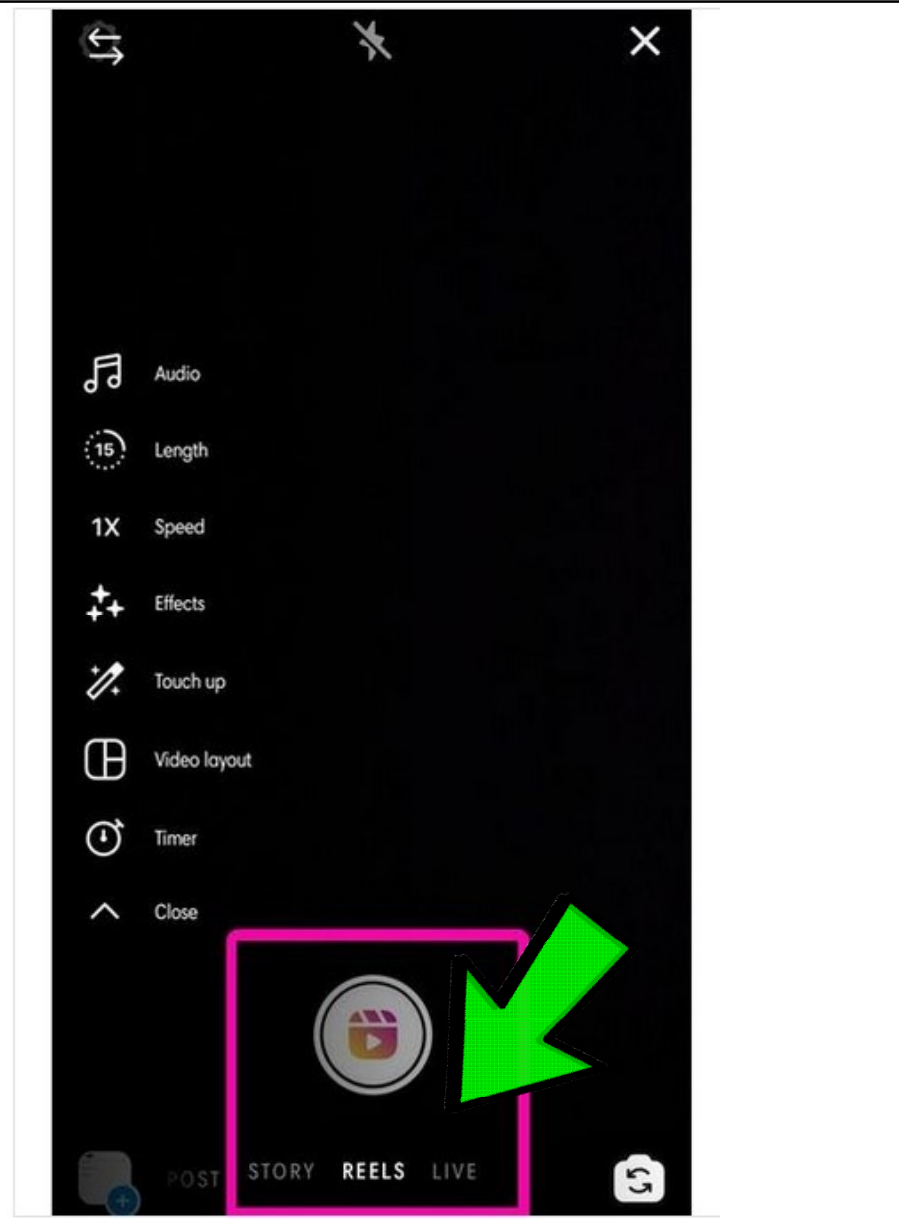 Audio
15 Length
1X Speed
Effects
Touch up
Video layout
Timer
Close
POST STORY REELS LIVE